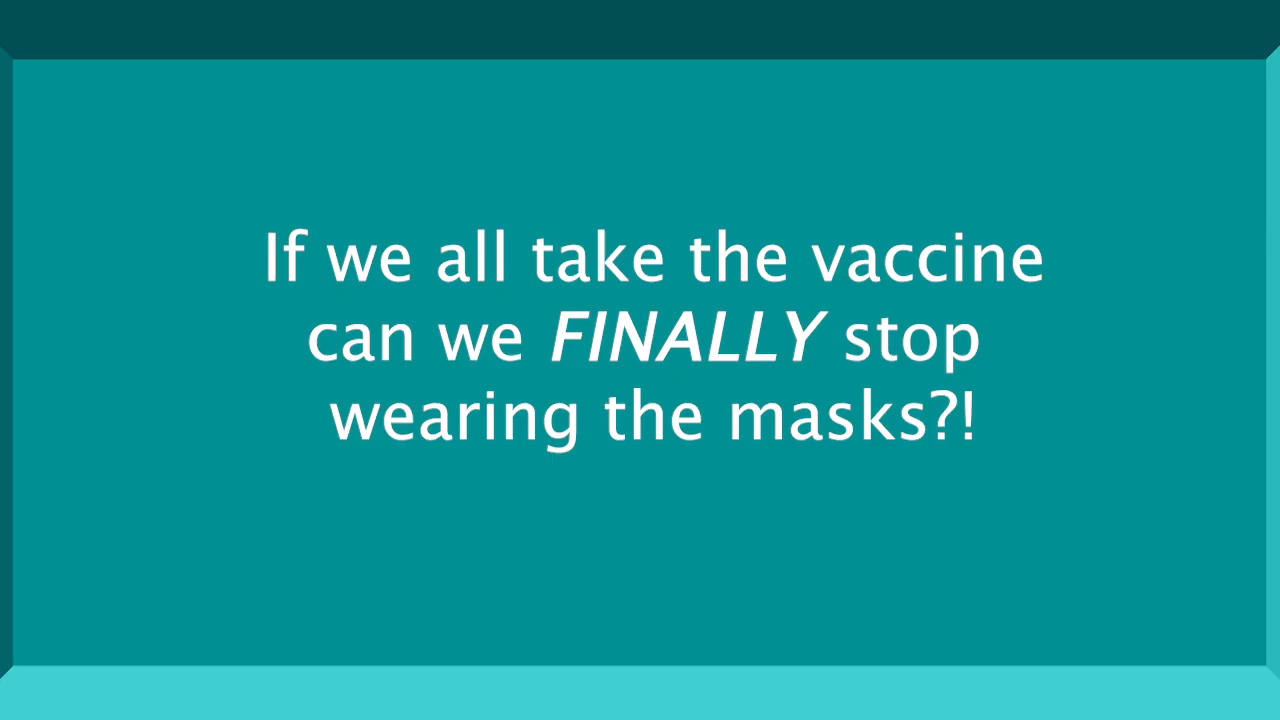 If we all take the vaccine
can we FINALLY stop
wearing the masks?!